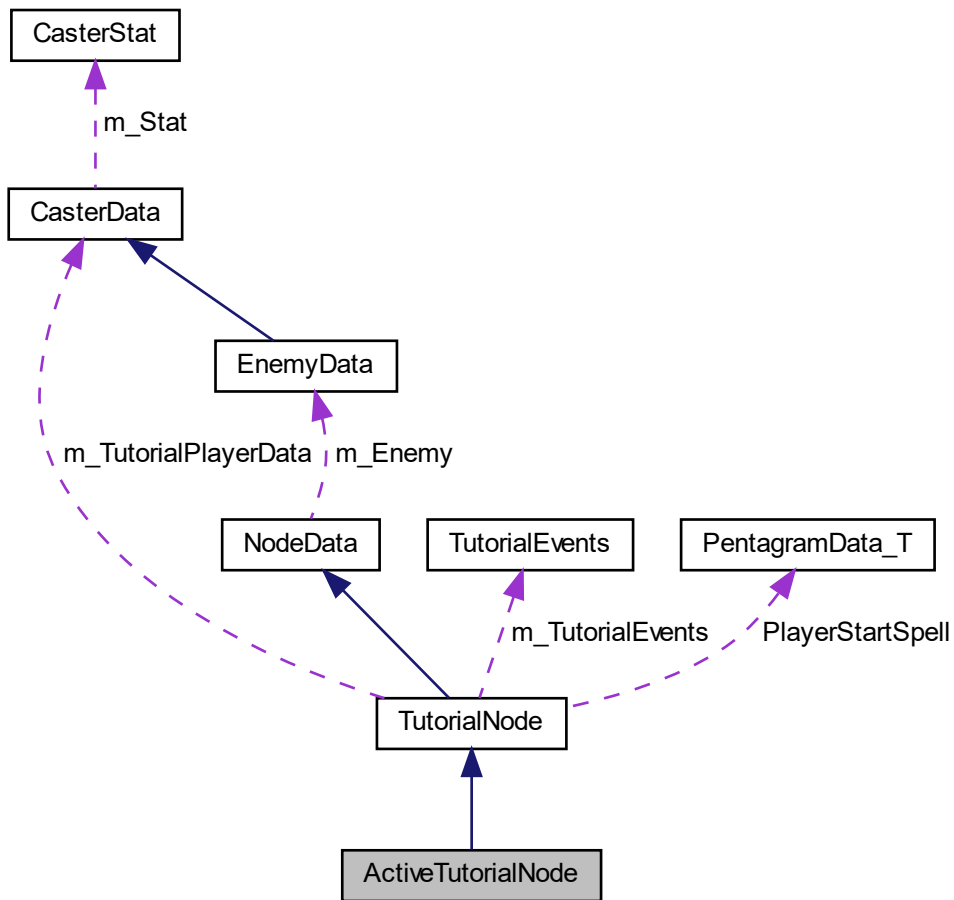 CasterStat
m_Stat
CasterData
EnemyData
m_TutorialPlayerData
m_Enemy
NodeData
TutorialEvents
PentagramData_T
m_TutorialEvents
PlayerStartSpell
TutorialNode
ActiveTutorialNode